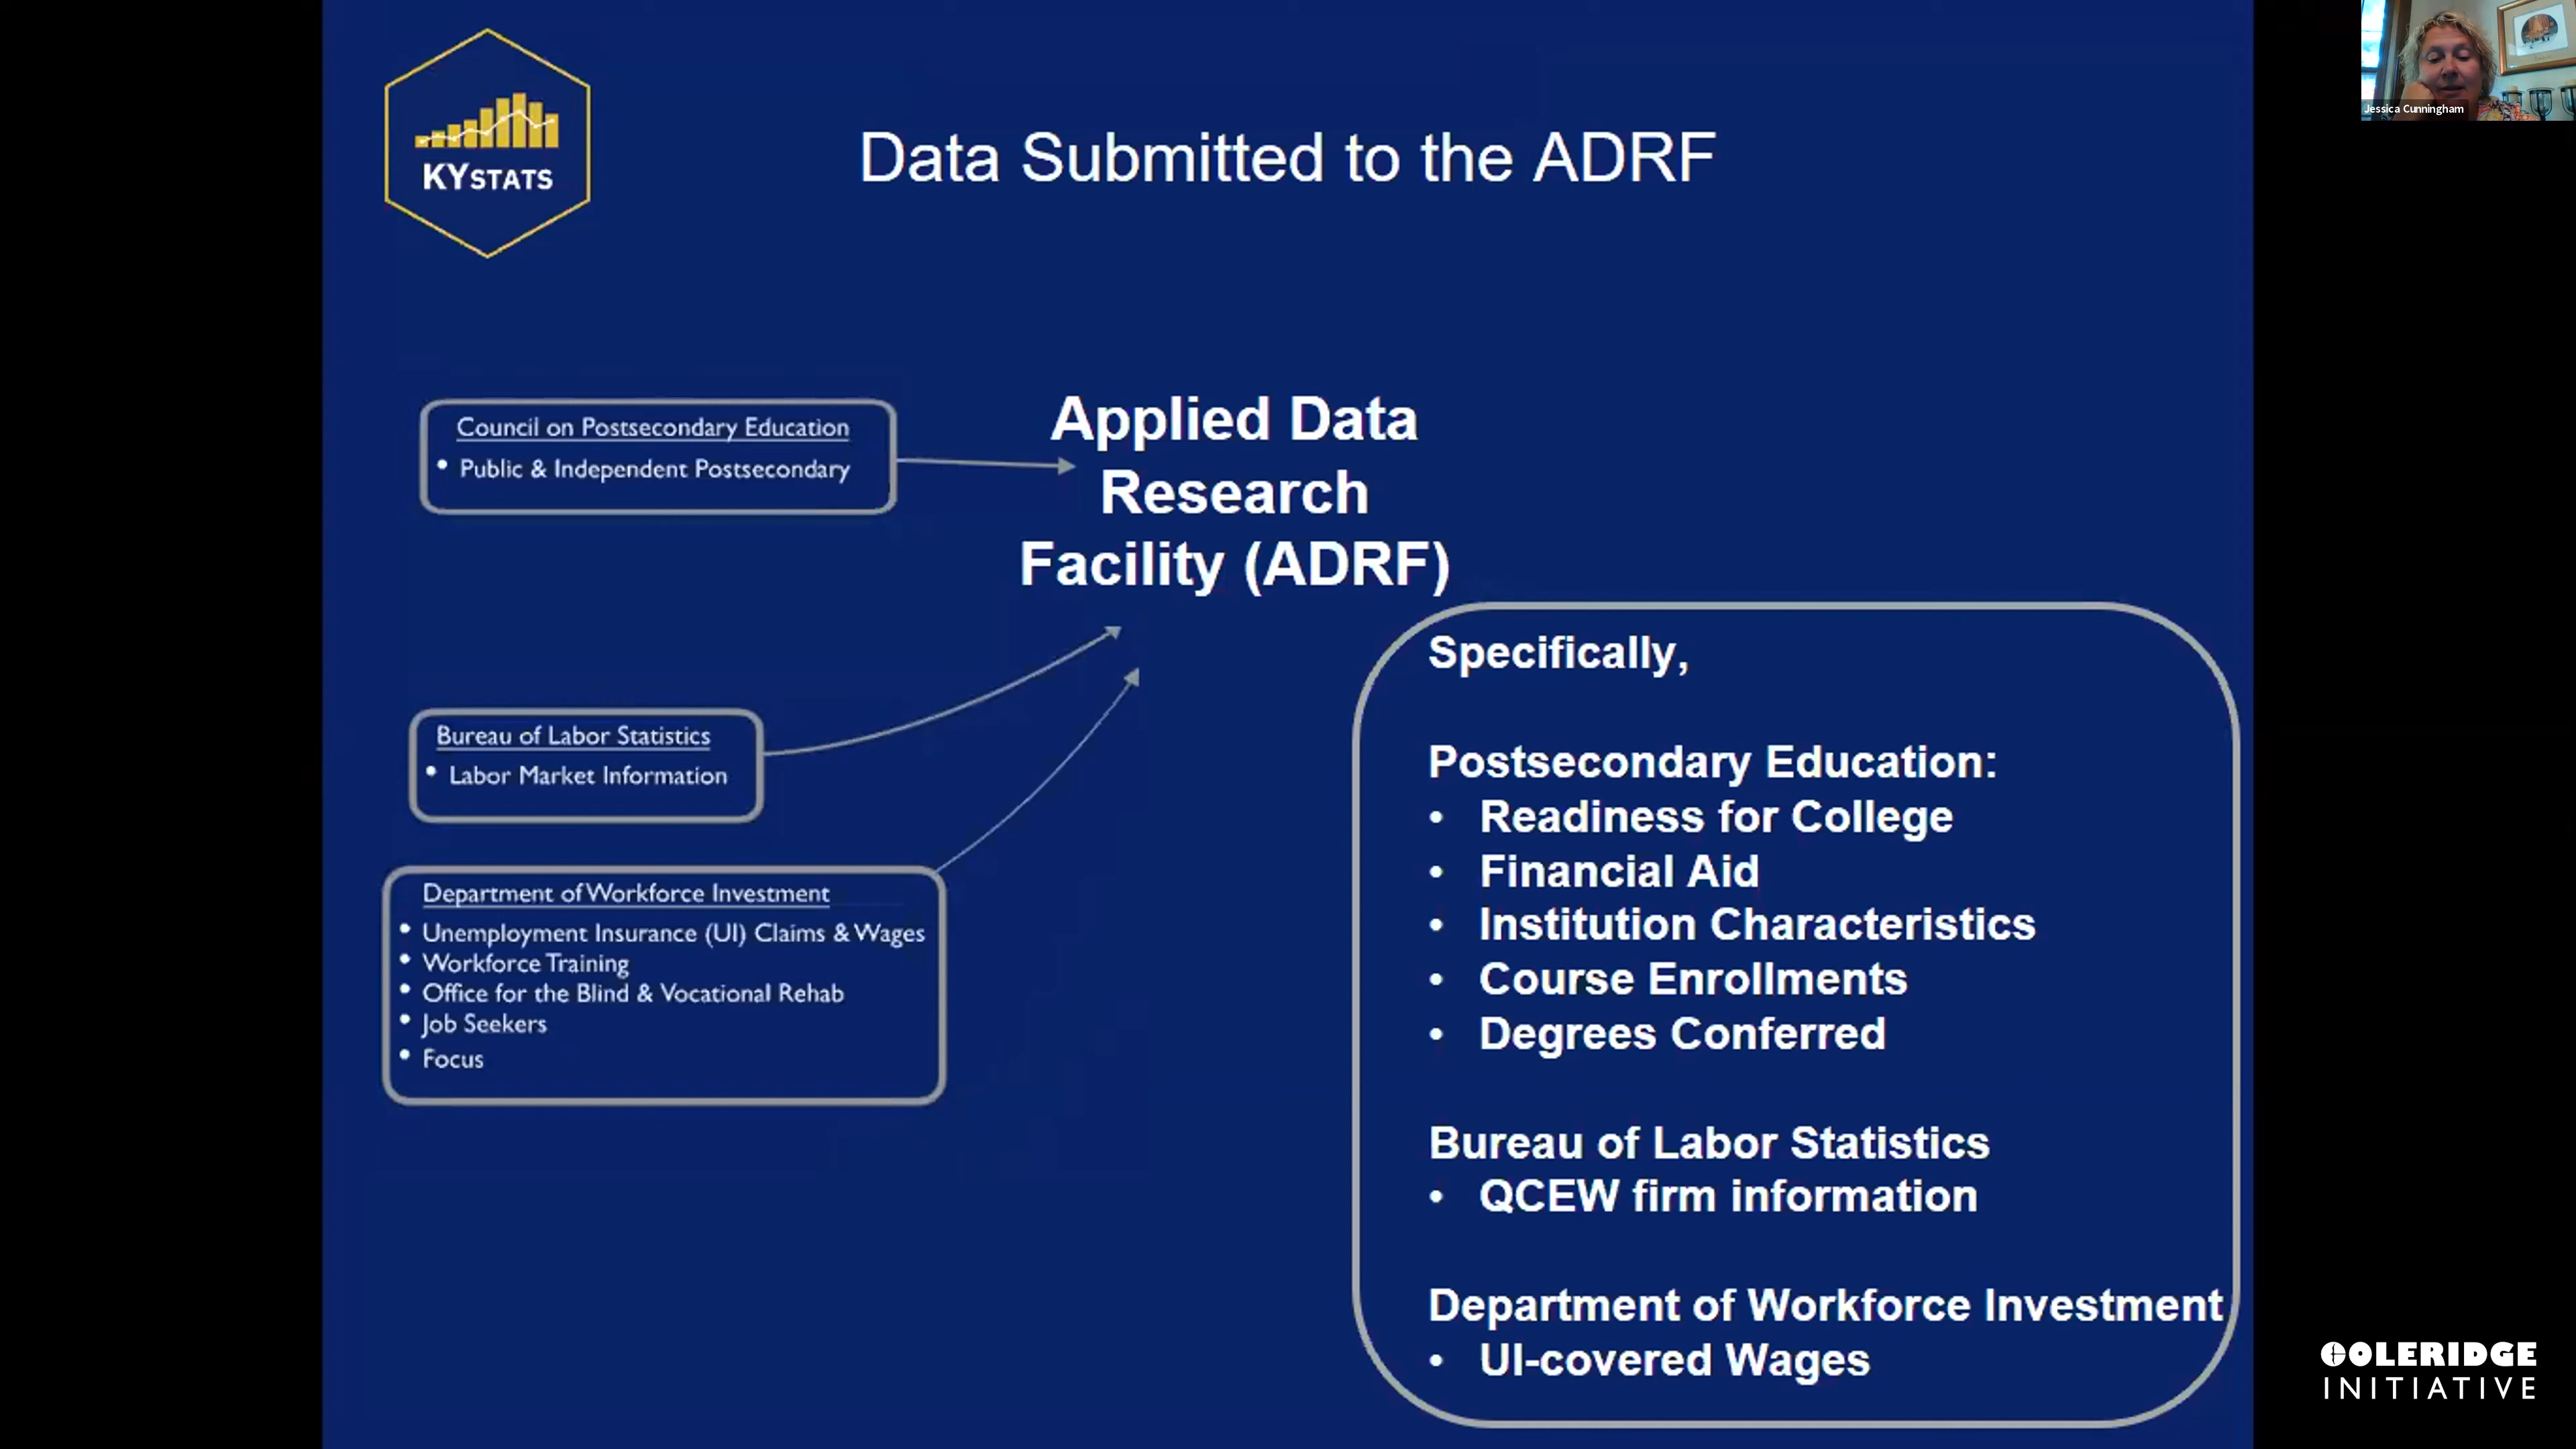 KYSTATS
Data Submitted to the ADRF
Jessica Cunningham
Council on Postsecondary Education
• Public & Independent Postsecondary
Applied Data
Research
Facility (ADRF)
Bureau of Labor Statistics
• Labor Market Information
Department of Workforce Investment
• Unemployment Insurance (UI) Claims & Wages
• Workforce Training
• Office for the Blind & Vocational Rehab
• Job Seekers
• Focus
Specifically,
Postsecondary Education:
• Readiness for College
• Financial Aid
• Institution Characteristics
• Course Enrollments
• Degrees Conferred
Bureau of Labor Statistics
• QCEW firm information
Department of Workforce Investment
• UI-covered Wages
COLERIDGE
INITIATIVE